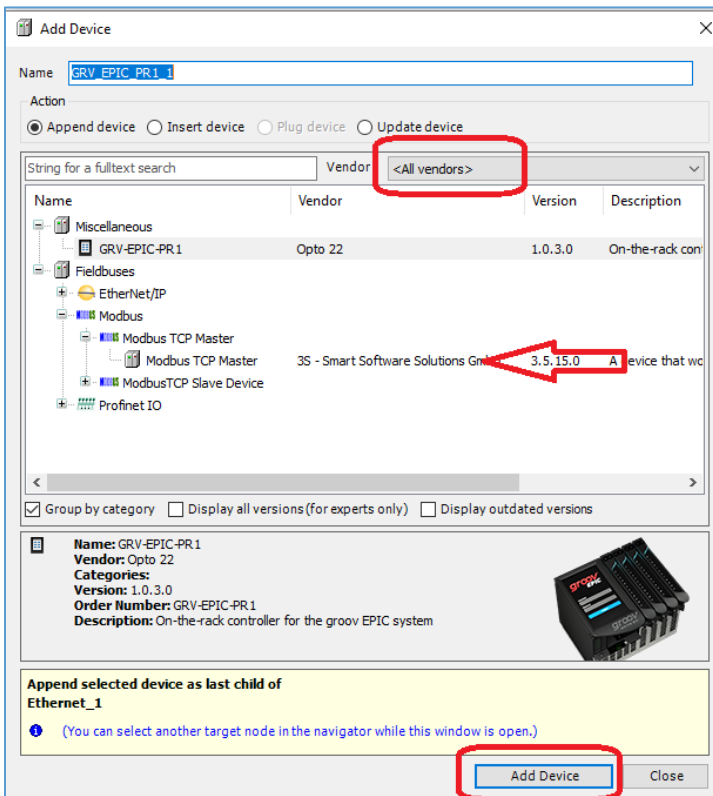 Add Device
Name GRV_EPIC_PR1_1
Action
Append device Insert device Plug device Update device
String for a fulltext search Vendor <All vendors>
Name Vendor Version Description
Miscellaneous
GRV-EPIC-PR1 Opto 22 1.0.3.0 On-the-rack con
Fieldbuses
EtherNet/IP
Modbus
Modbus TCP Master
Modbus TCP Master 3S - Smart Software Solutions 3.5.15.0 A device that wo
ModbusTCP Slave Device
Profinet IO
Group by category Display all versions (for experts only) Display outdated versions
Name: GRV-EPIC-PR1
Vendor: Opto 22
Categories:
Version: 1.0.3.0
Order Number: GRV-EPIC-PR1
Description: On-the-rack controller for the groov EPIC system
groov
EPIC
groov
Append selected device as last child of
Ethernet_1
(You can select another target node in the navigator while this window is open.)
Add Device Close